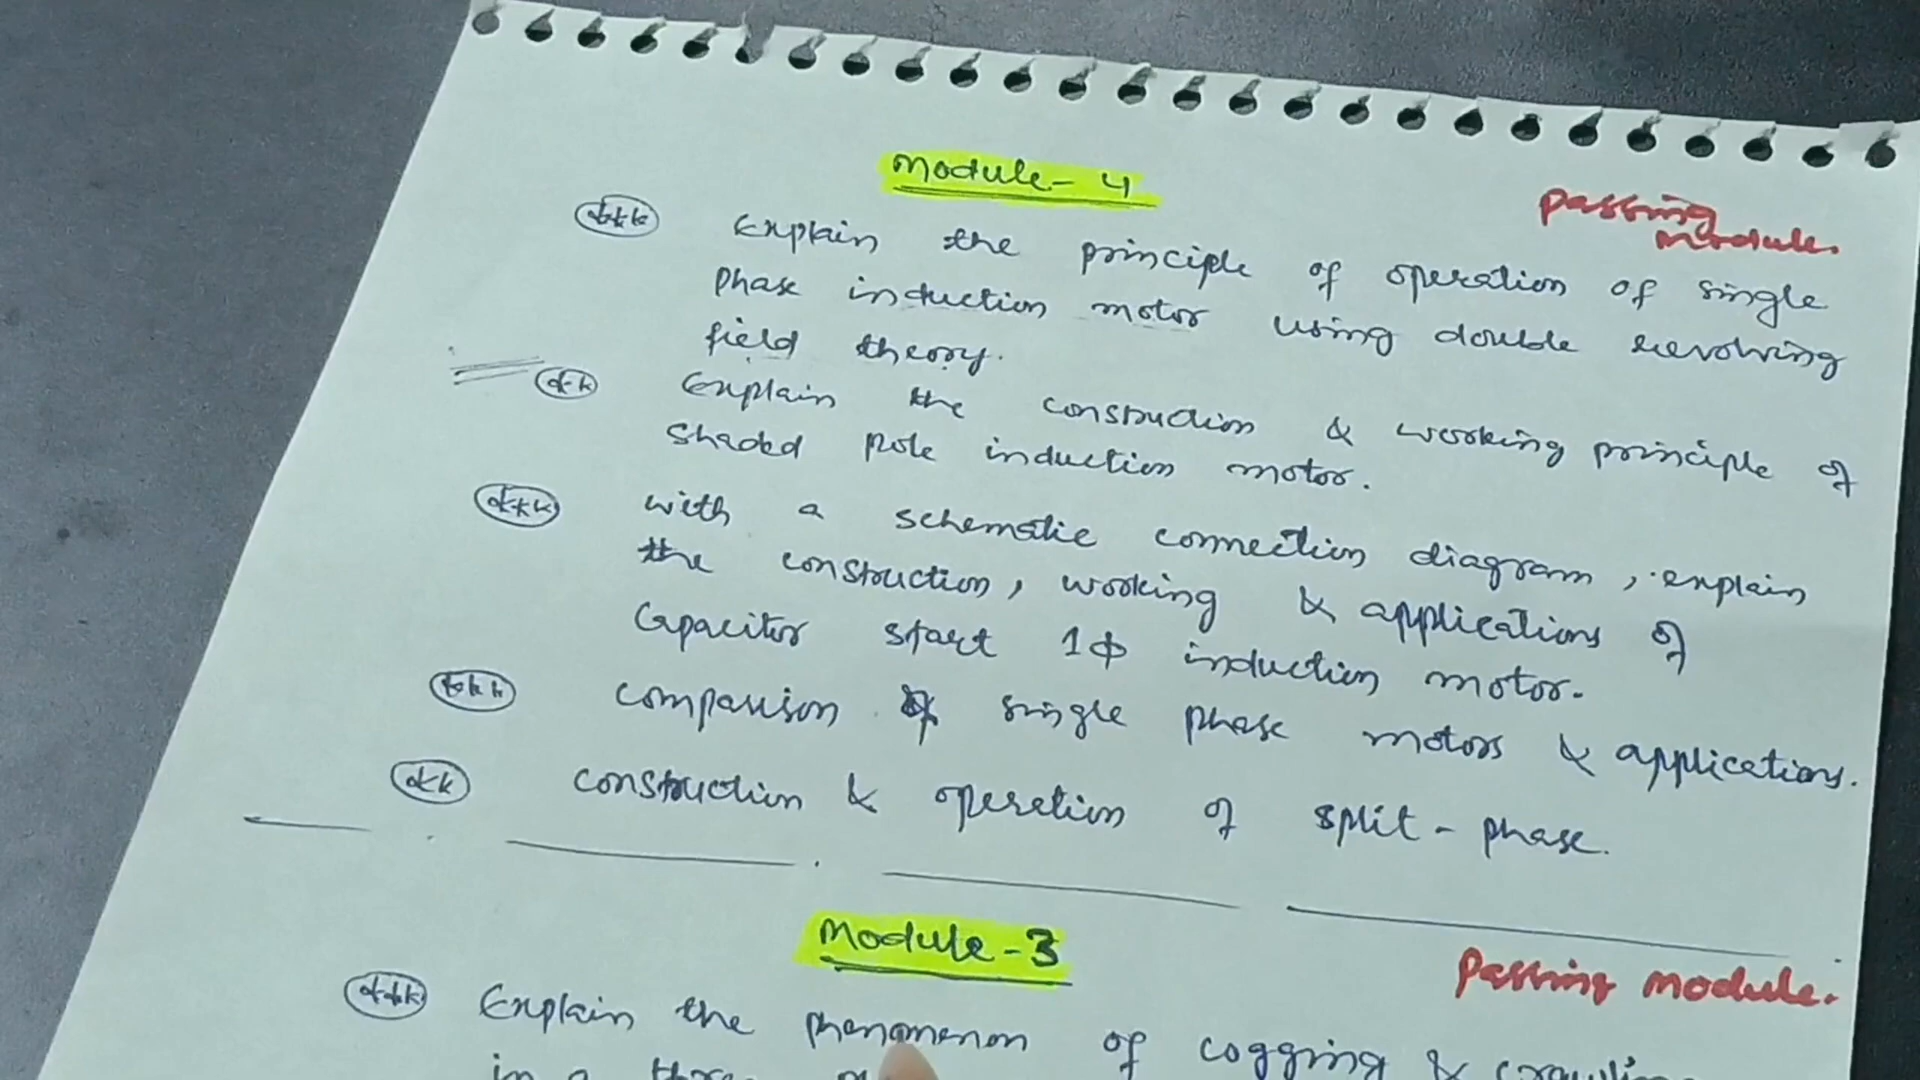 Module-4
Passing
module.
*** Explain the principle of operation of single
phase induction motor using double revolving
field theory.
** Explain the construction & working principle of
shaded pole induction motor.
*** with a schematic connection diagram, explain
the construction, working & applications of
Capacitor start 1ϕ induction motor.
*** comparison of single phase motors & applications.
** construction & operation of split-phase.
Module-3
Passing module.
*** Explain the phenomenon of cogging &
in a